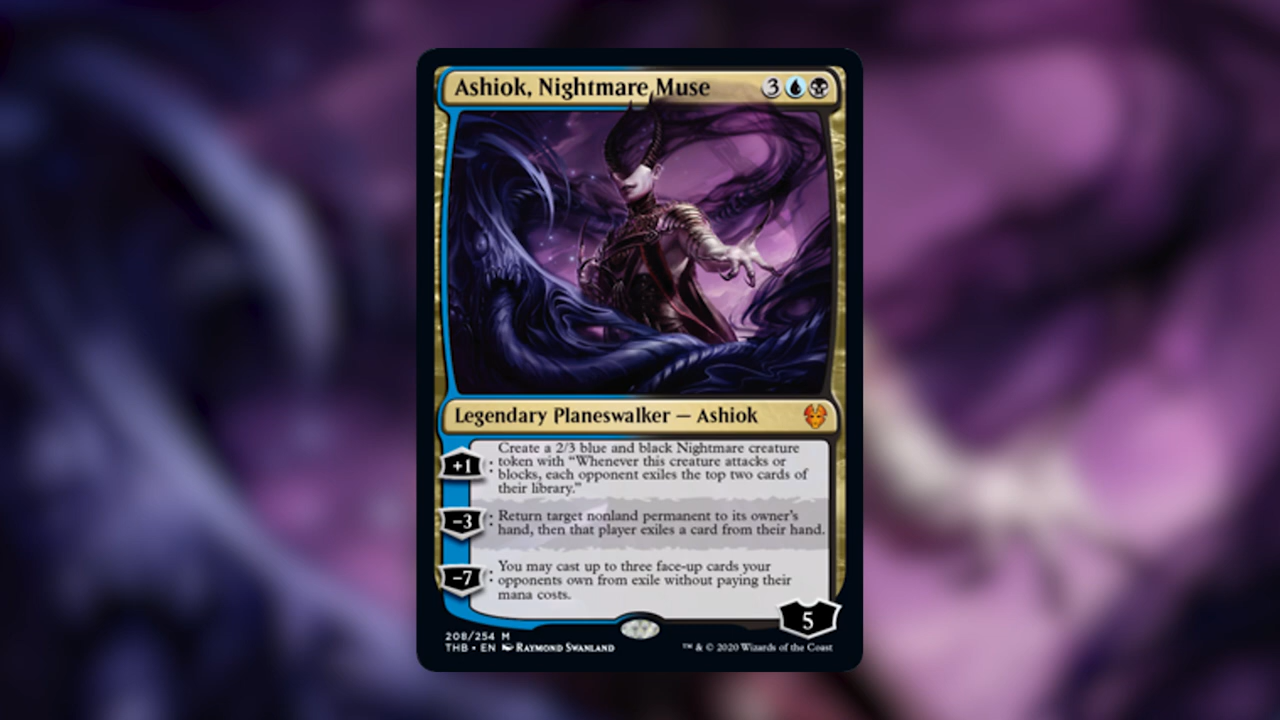 Ashiok, Nightmare Muse 3
Legendary Planeswalker — Ashiok
+1: Create a 2/3 blue and black Nightmare creature
token with “Whenever this creature attacks or
blocks, each opponent exiles the top two cards of
their library.”
−3: Return target nonland permanent to its owner's
hand, then that player exiles a card from their hand.
−7: You may cast up to three face-up cards your
opponents own from exile without paying their
mana costs.
5
208/254 M
THB • EN Raymond Swanland ™ & © 2020 Wizards of the Coast